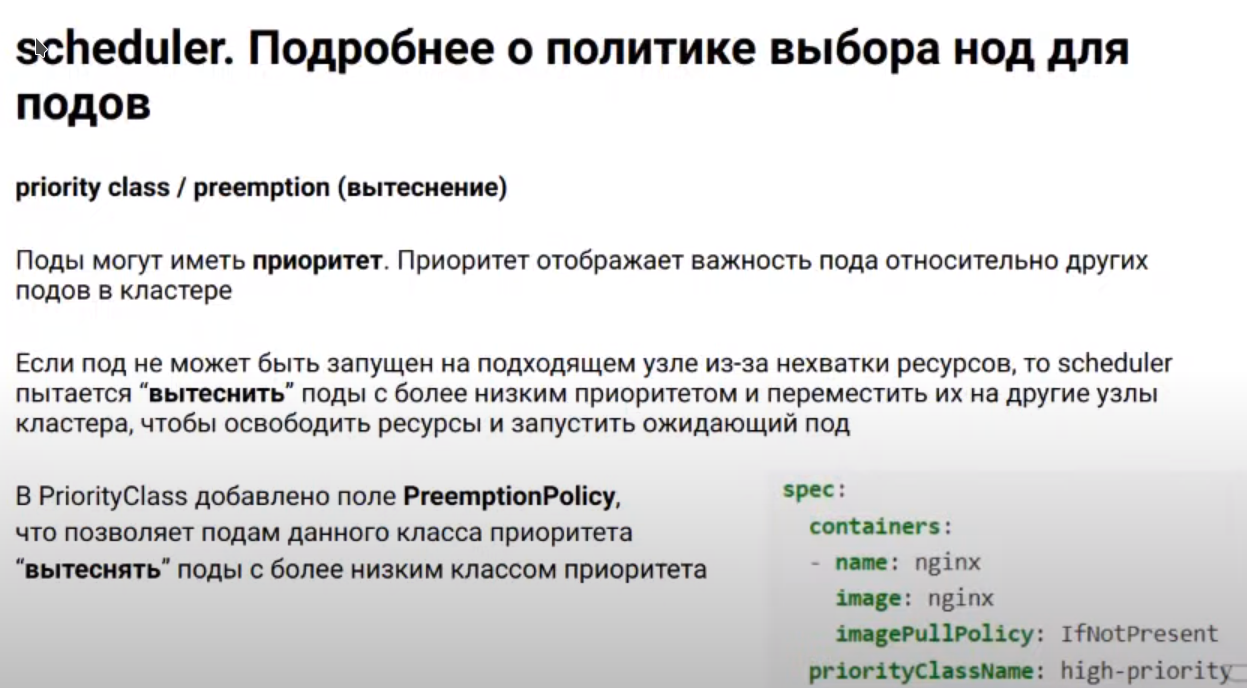 scheduler. Подробнее о политике выбора нод для
подов
priority class / preemption (вытеснение)
Поды могут иметь приоритет. Приоритет отображает важность пода относительно других
подов в кластере
Если под не может быть запущен на подходящем узле из-за нехватки ресурсов, то scheduler
пытается “вытеснить” поды с более низким приоритетом и переместить их на другие узлы
кластера, чтобы освободить ресурсы и запустить ожидающий под
В PriorityClass добавлено поле PreemptionPolicy,
что позволяет подам данного класса приоритета
“вытеснять” поды с более низким классом приоритета
spec:
  containers:
  - name: nginx
    image: nginx
    imagePullPolicy: IfNotPresent
  priorityClassName: high-priority